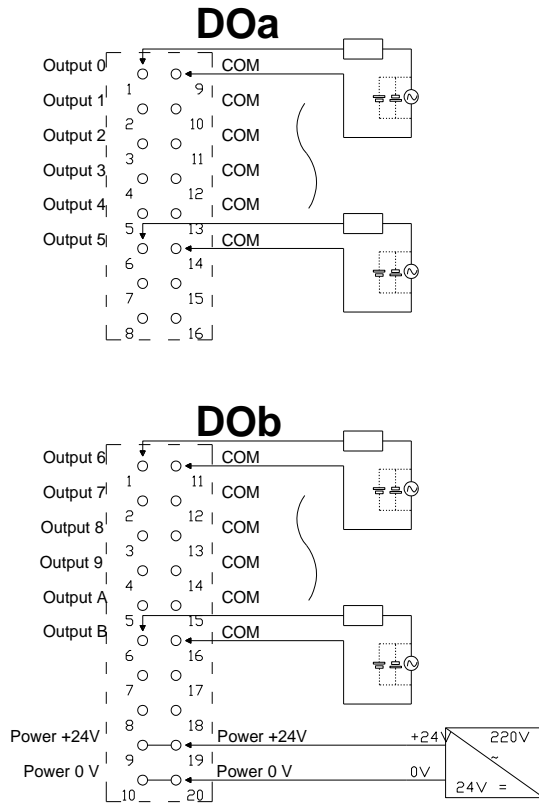 DOa
Output 0 COM
1 9
Output 1 COM
2 10
Output 2 COM
3 11
Output 3 COM
4 12
Output 4 COM
5 13
Output 5 COM
6 14
7 15
8 16
DOb
Output 6 COM
1 11
Output 7 COM
2 12
Output 8 COM
3 13
Output 9 COM
4 14
Output A COM
5 15
Output B COM
6 16
7 17
8 18
Power +24V Power +24V +24V 220V
9 19 ~
Power 0 V Power 0 V 0V 24V =
10 20